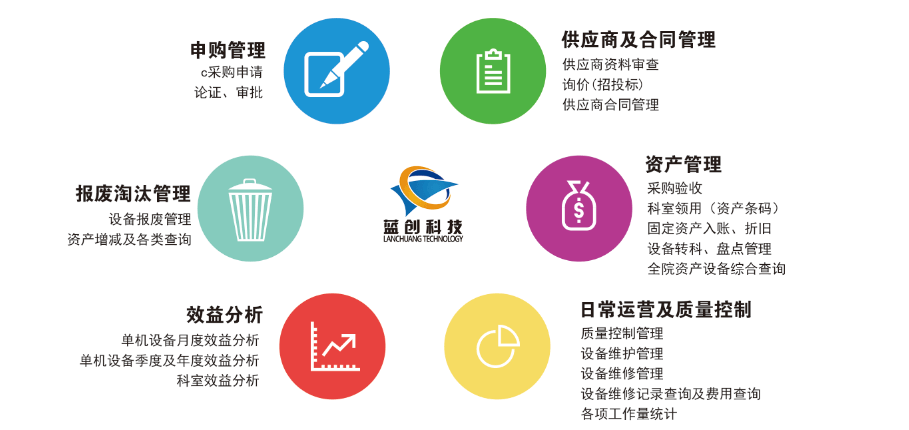 申购管理
c采购申请
论证、审批
供应商及合同管理
供应商资料审查
询价(招投标)
供应商合同管理
报废淘汰管理
设备报废管理
资产增减及各类查询
蓝创科技
LANCHUANG TECHNOLOGY
资产管理
采购验收
科室领用（资产条码）
固定资产入账、折旧
设备转科、盘点管理
全院资产设备综合查询
效益分析
单机设备月度效益分析
单机设备季度及年度效益分析
科室效益分析
日常运营及质量控制
质量控制管理
设备维护管理
设备维修管理
设备维修记录查询及费用查询
各项工作量统计